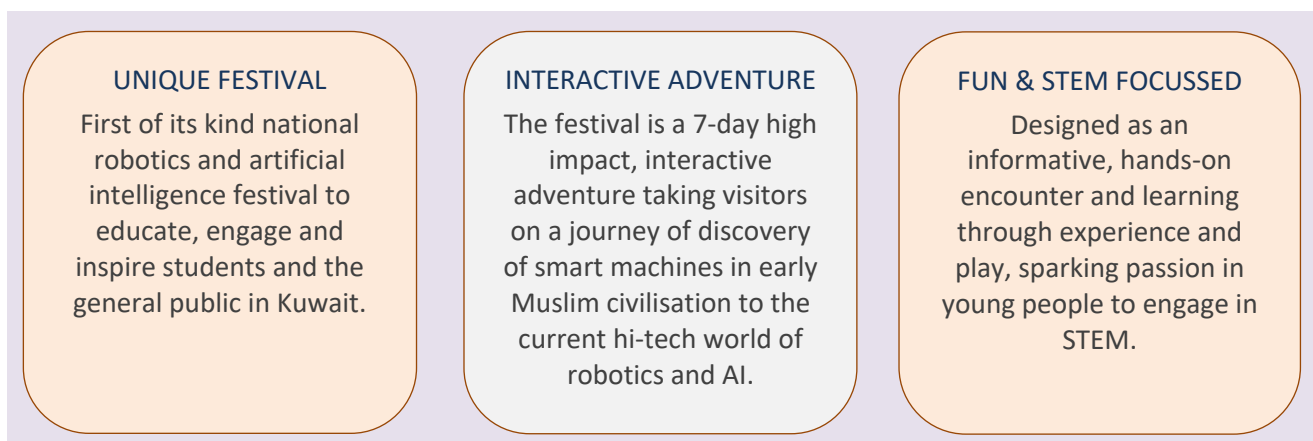 UNIQUE FESTIVAL
First of its kind national
robotics and artificial
intelligence festival to
educate, engage and
inspire students and the
general public in Kuwait.
INTERACTIVE ADVENTURE
The festival is a 7-day high
impact, interactive
adventure taking visitors
on a journey of discovery
of smart machines in early
Muslim civilisation to the
current hi-tech world of
robotics and AI.
FUN & STEM FOCUSSED
Designed as an
informative, hands-on
encounter and learning
through experience and
play, sparking passion in
young people to engage in
STEM.